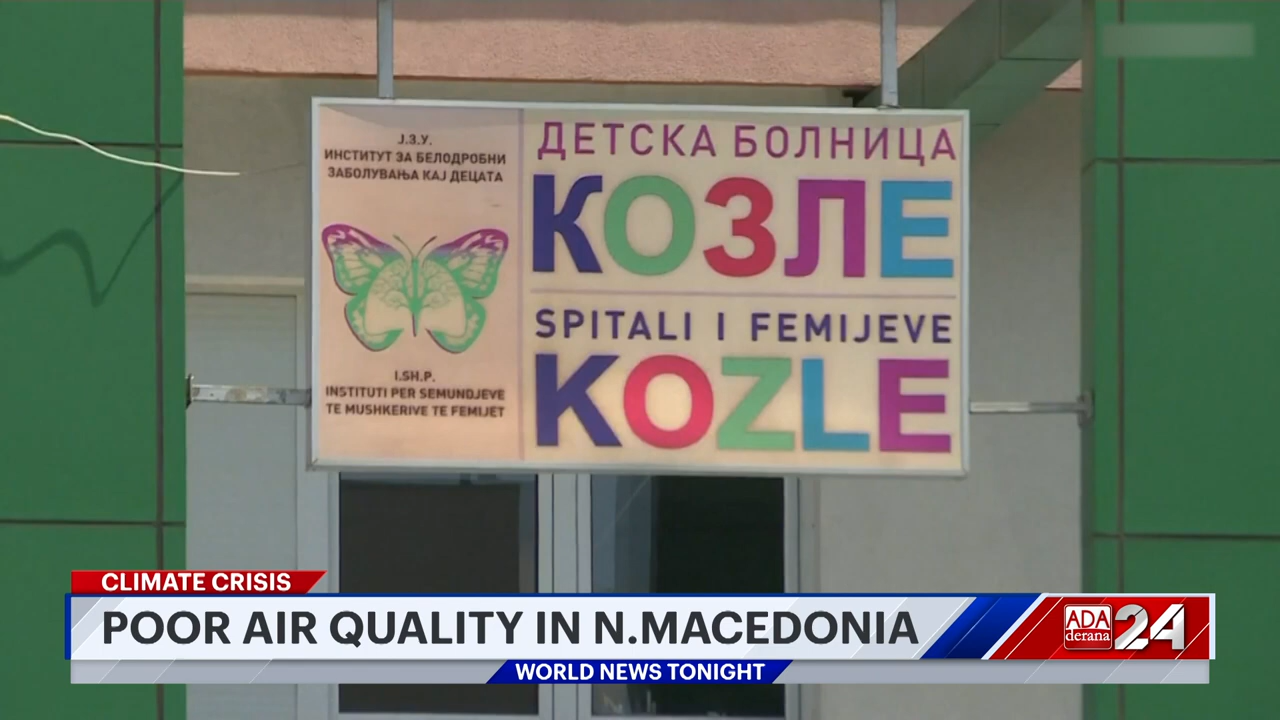 Ј.З.У.
ИНСТИТУТ ЗА БЕЛОДРОБНИ
ЗАБОЛУВАЊА КАЈ ДЕЦАТА
I.SH.P.
INSTITUTI PER SEMUNDJEVE
TE MUSHKERIVE TE FEMIJET
ДЕТСКА БОЛНИЦА
КОЗЛЕ
SPITALI I FEMIJEVE
KOZLE
CLIMATE CRISIS
POOR AIR QUALITY IN N.MACEDONIA
ADA
derana
24
WORLD NEWS TONIGHT